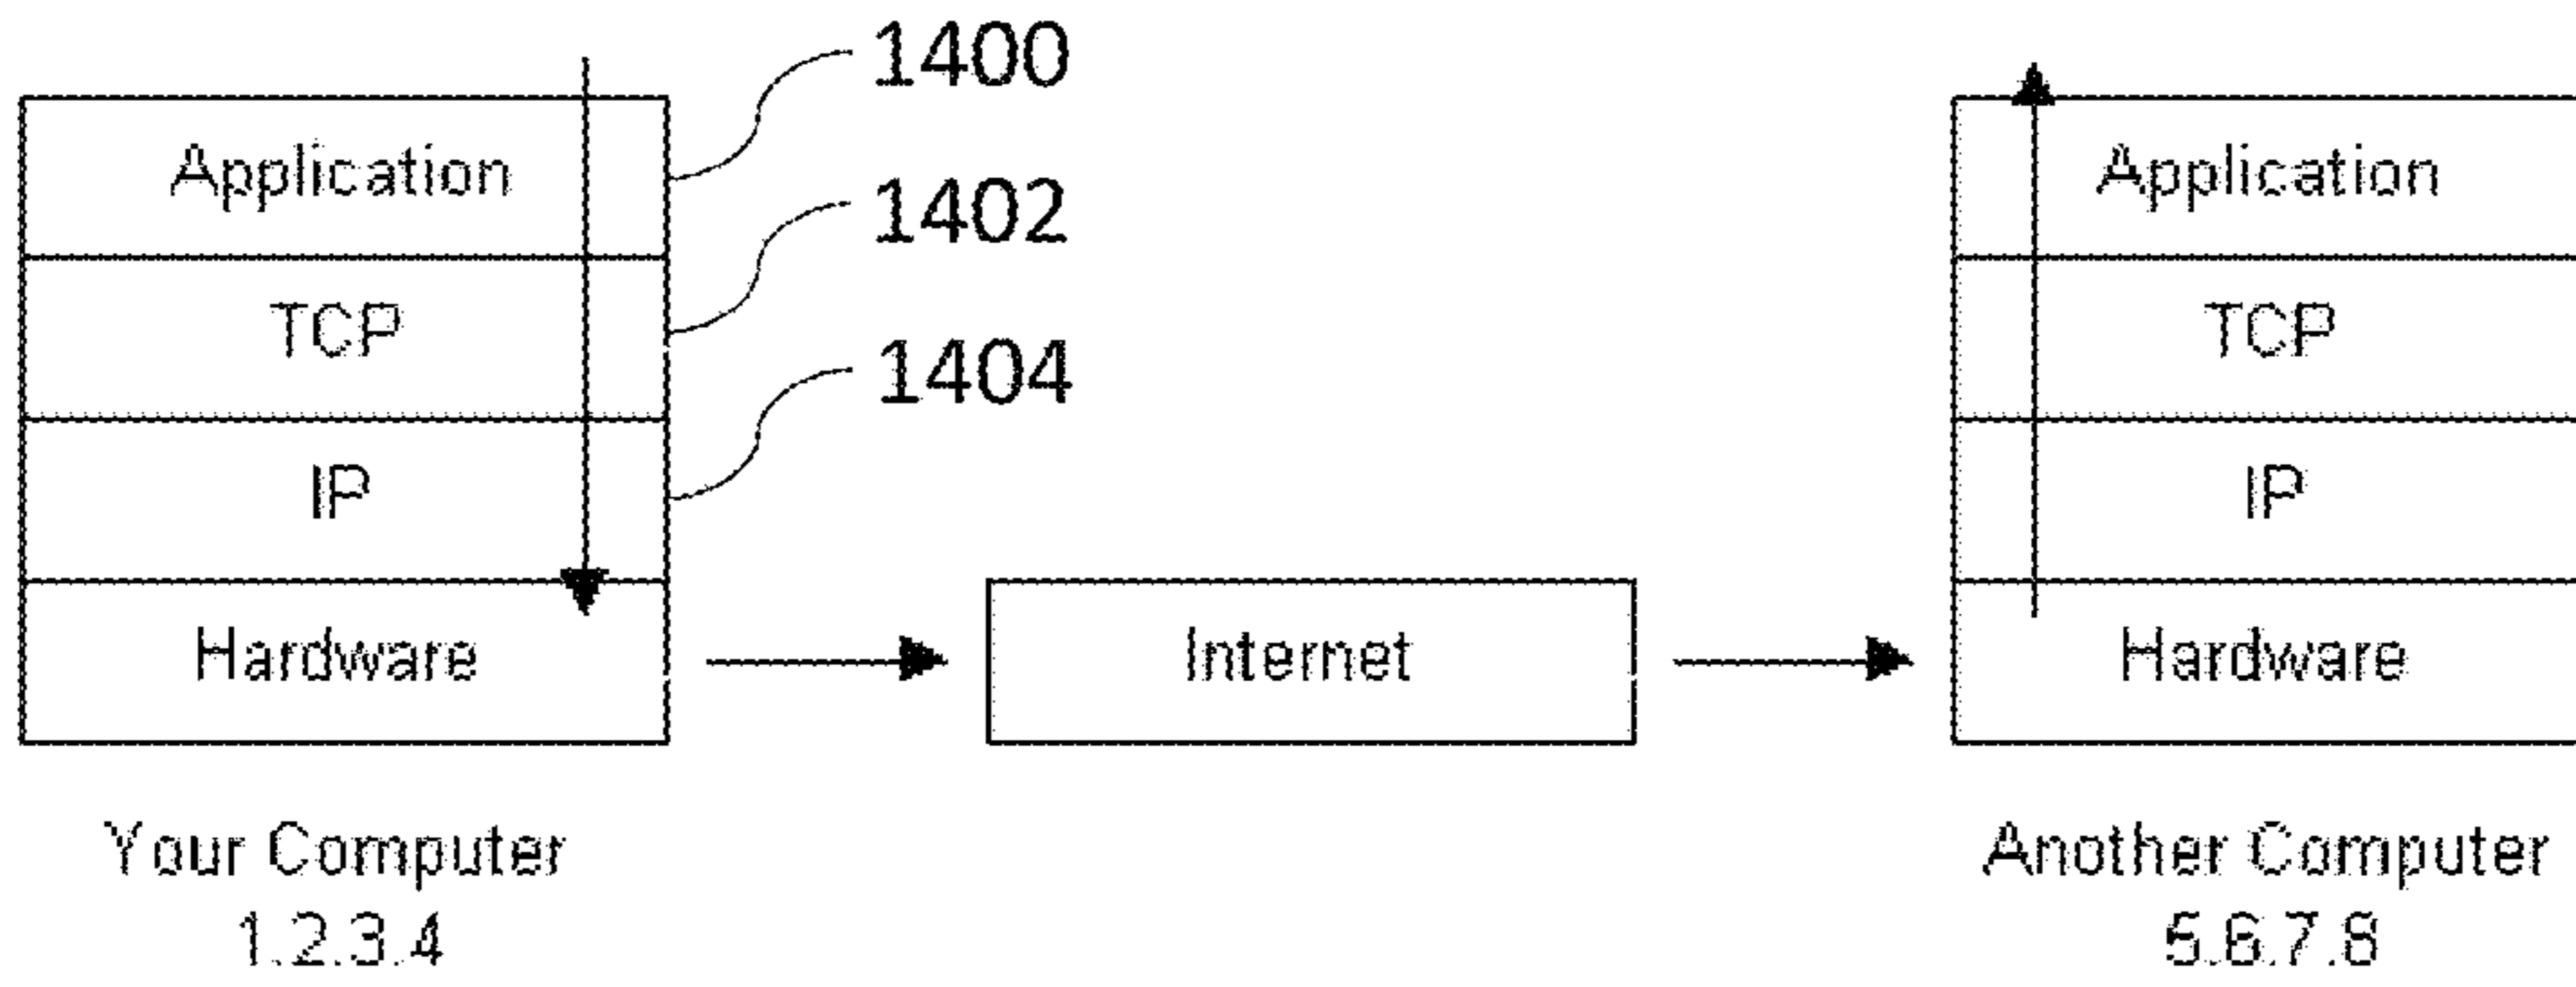 1400
Application
Application
1402
TCP
TCP
1404
IP
IP
Hardware
Internet
Hardware
Your Computer
1.2.3.4
Another Computer
5.6.7.8